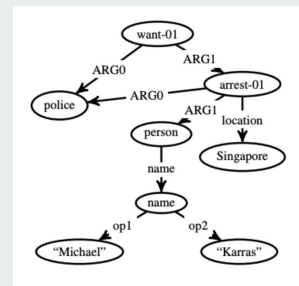 want-01
ARG0
ARG1
police
ARG0
arrest-01
ARG1
location
person
Singapore
name
name
op1
op2
“Michael”
“Karras”